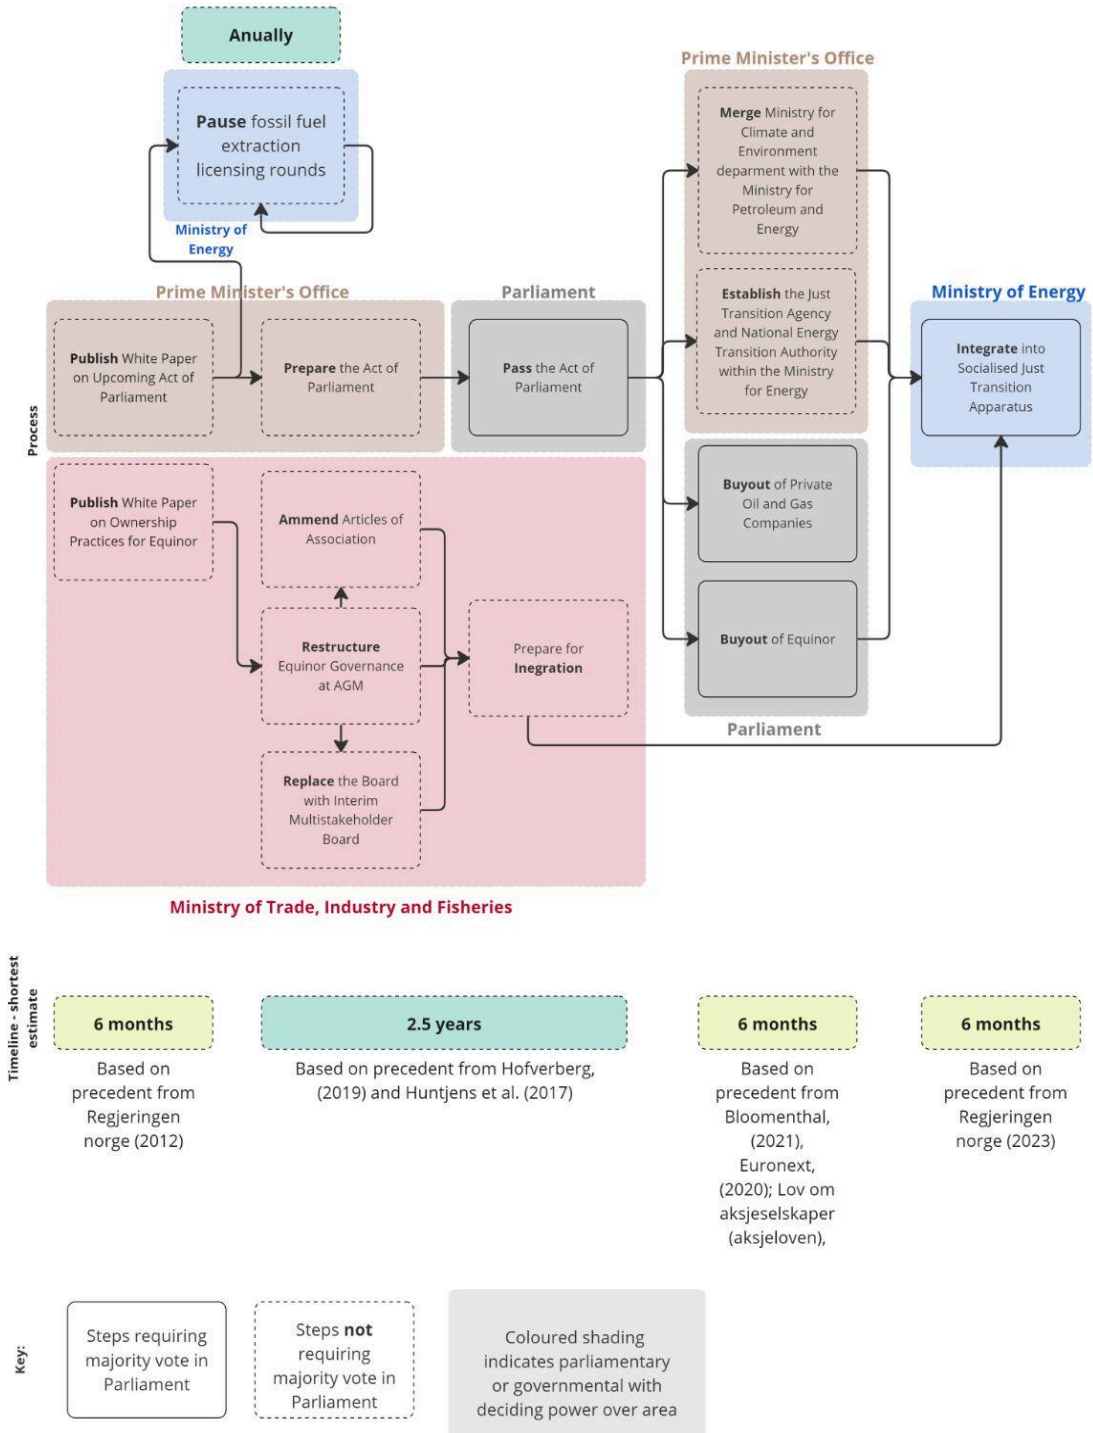 Anually
Pause fossil fuel
extraction
licensing rounds
Ministry of
Energy
Prime Minister's Office
Merge Ministry for
Climate and
Environment
deparment with the
Ministry for
Petroleum and
Energy
Establish the Just
Transition Agency
and National Energy
Transition Authority
within the Ministry
for Energy
Prime Minister's Office
Parliament
Ministry of Energy
Process
Publish White Paper
on Upcoming Act of
Parliament
Prepare the Act of
Parliament
Pass the Act of
Parliament
Integrate into
Socialised Just
Transition
Apparatus
Buyout of Private
Oil and Gas
Companies
Buyout of Equinor
Parliament
Publish White Paper
on Ownership
Practices for Equinor
Ammend Articles of
Association
Restructure
Equinor Governance
at AGM
Replace the Board
with Interim
Multistakeholder
Board
Prepare for
Inegration
Ministry of Trade, Industry and Fisheries
Timeline - shortest
estimate
6 months
Based on
precedent from
Regjeringen
norge (2012)
2.5 years
Based on precedent from Hofverberg,
(2019) and Huntjens et al. (2017)
6 months
Based on
precedent from
Bloomenthal,
(2021),
Euronext,
(2020); Lov om
aksjeselskaper
(aksjeloven),
6 months
Based on
precedent from
Regjeringen
norge (2023)
Key:
Steps requiring
majority vote in
Parliament
Steps not
requiring
majority vote in
Parliament
Coloured shading
indicates parliamentary
or governmental with
deciding power over area